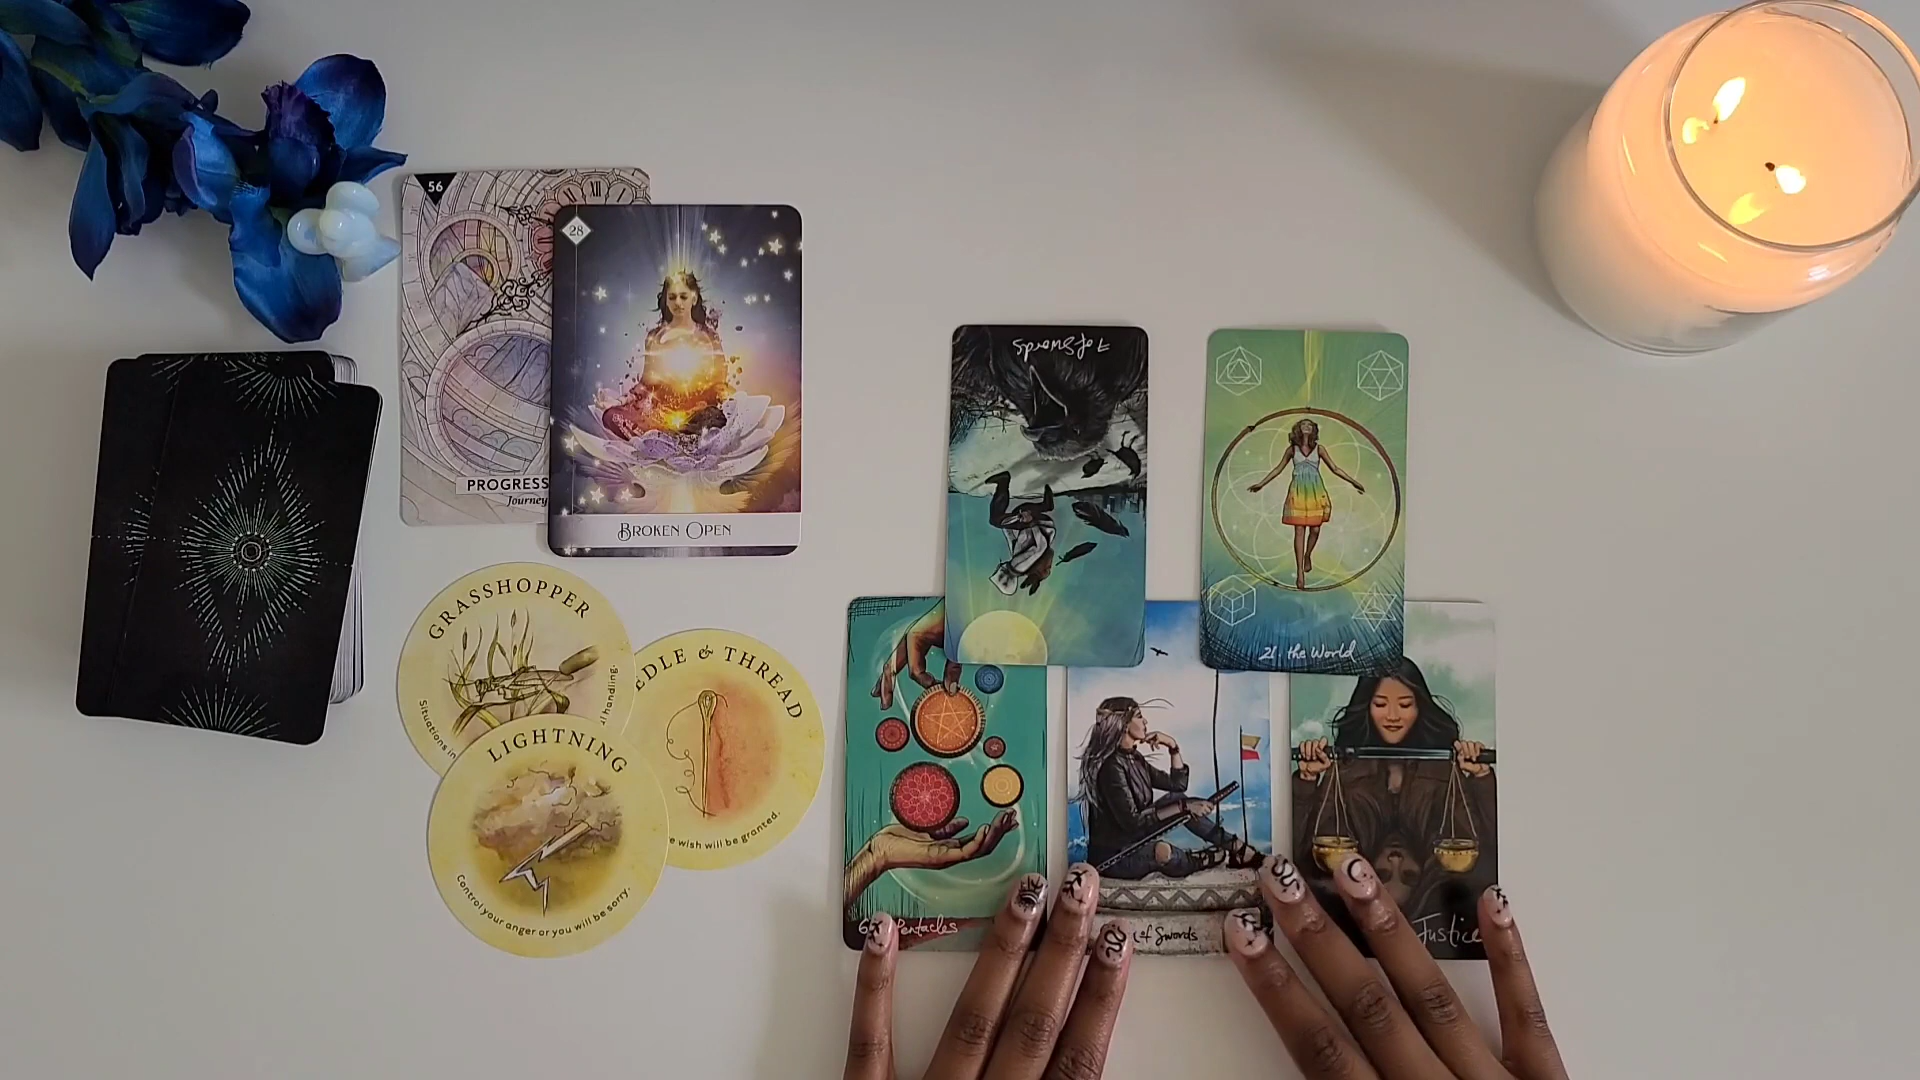 56
XII
PROGRESS
Journey
28
BROKEN OPEN
GRASSHOPPER
Situations in
handling.
EDLE & THREAD
e wish will be granted.
LIGHTNING
Control your anger or you will be sorry.
7 of Swords
21. the World
Pentacles
of Swords
Justice